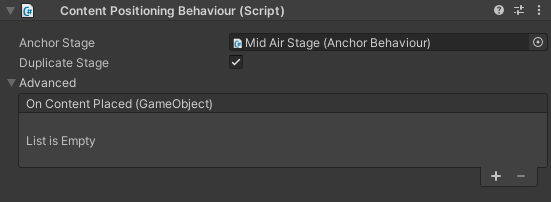 Content Positioning Behaviour (Script)
Anchor Stage Mid Air Stage (Anchor Behaviour)
Duplicate Stage
Advanced
On Content Placed (GameObject)
List is Empty